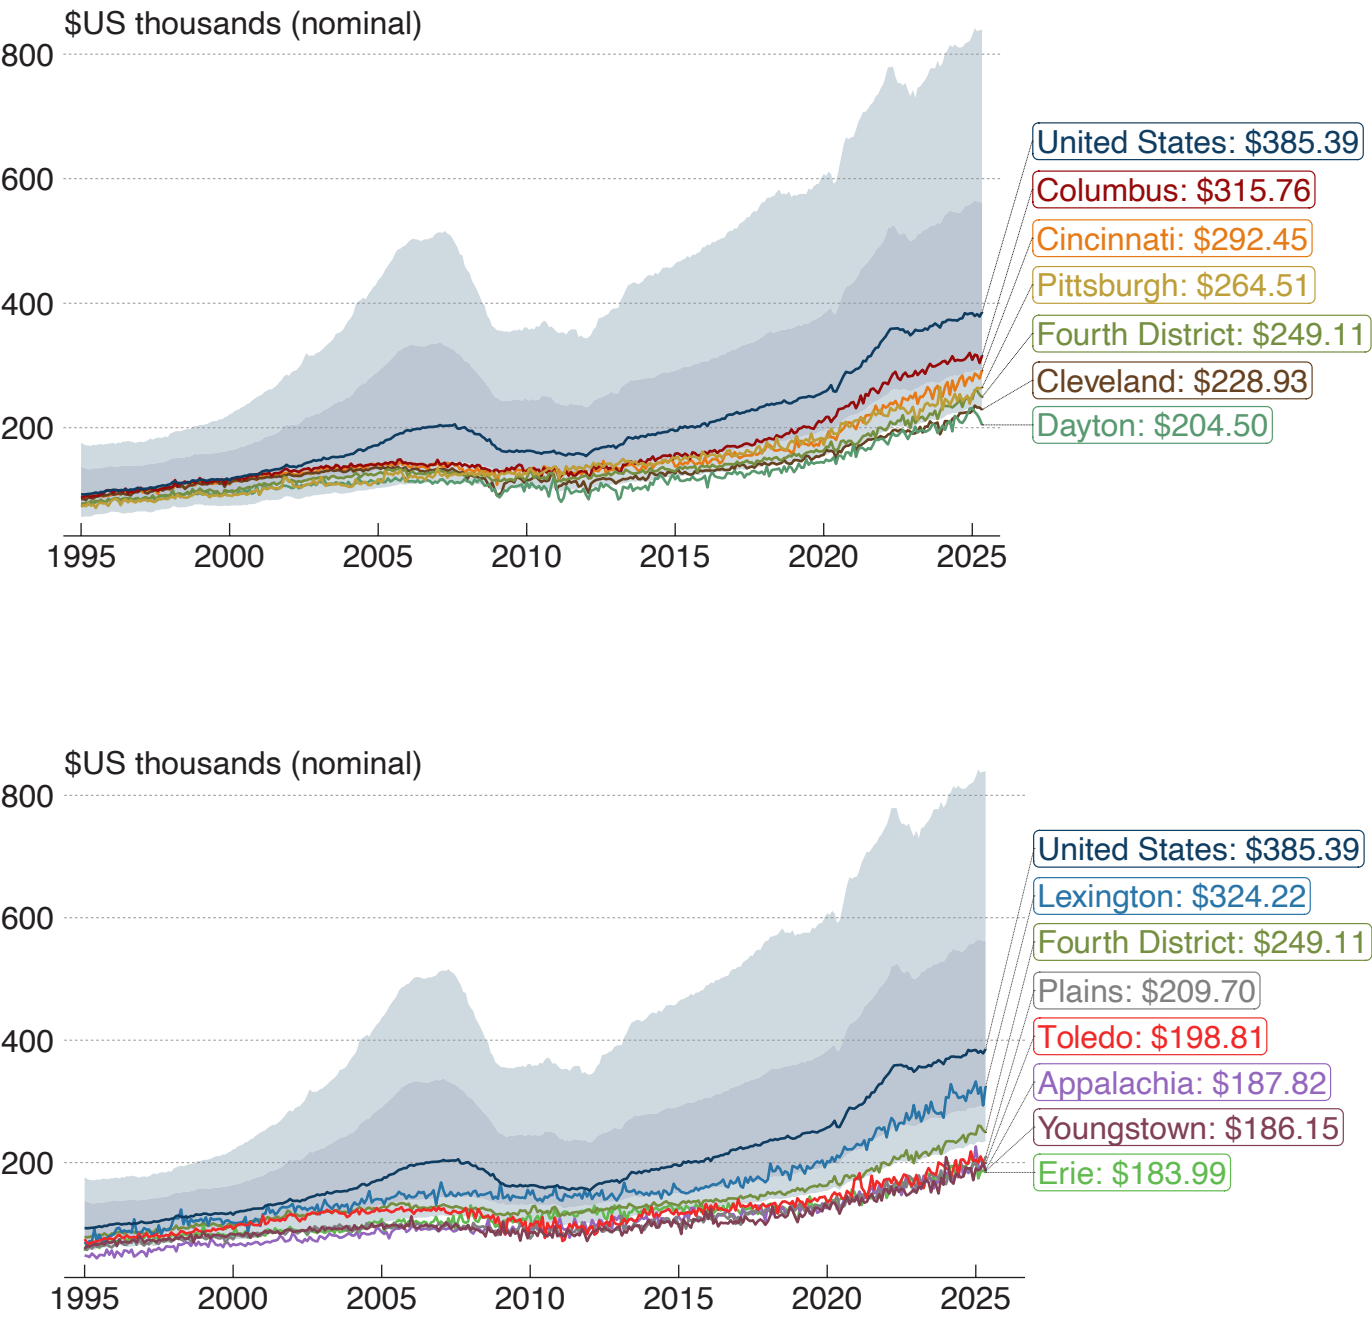 $US thousands (nominal)
800
600
400
200
1995 2000 2005 2010 2015 2020 2025
United States: $385.39
Columbus: $315.76
Cincinnati: $292.45
Pittsburgh: $264.51
Fourth District: $249.11
Cleveland: $228.93
Dayton: $204.50
$US thousands (nominal)
800
600
400
200
1995 2000 2005 2010 2015 2020 2025
United States: $385.39
Lexington: $324.22
Fourth District: $249.11
Plains: $209.70
Toledo: $198.81
Appalachia: $187.82
Youngstown: $186.15
Erie: $183.99